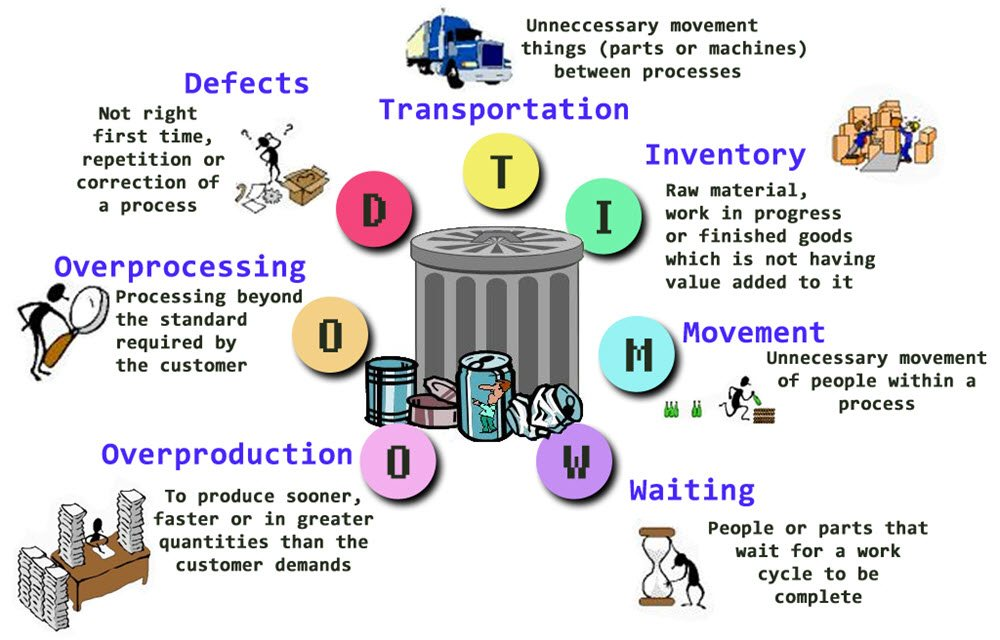 Unneccessary movement
things (parts or machines)
between processes
Transportation
T
Inventory
Raw material,
work in progress
or finished goods
which is not having
value added to it
I
Movement
Unnecessary movement
of people within a
process
M
Waiting
People or parts that
wait for a work
cycle to be
complete
W
Overproduction
To produce sooner,
faster or in greater
quantities than the
customer demands
O
Overprocessing
Processing beyond
the standard
required by
the customer
O
Defects
Not right
first time,
repetition or
correction of
a process
D
? ?